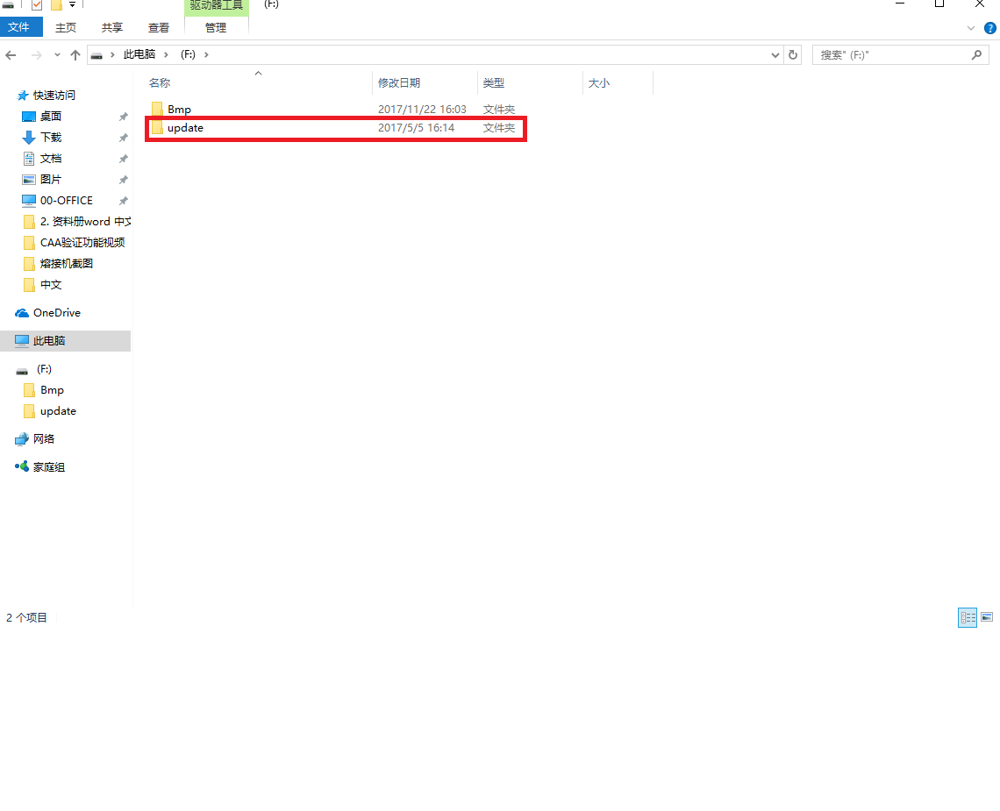 驱动器工具 (F:)
文件 主页 共享 查看 管理
此电脑 (F:) 搜索" (F:)"
名称 修改日期 类型 大小
快速访问
桌面
下载
文档
图片
00-OFFICE
2. 资料册word 中文
CAA验证功能视频
熔接机截图
中文
OneDrive
此电脑
(F:)
Bmp
update
网络
家庭组
Bmp 2017/11/22 16:03 文件夹
update 2017/5/5 16:14 文件夹
2 个项目